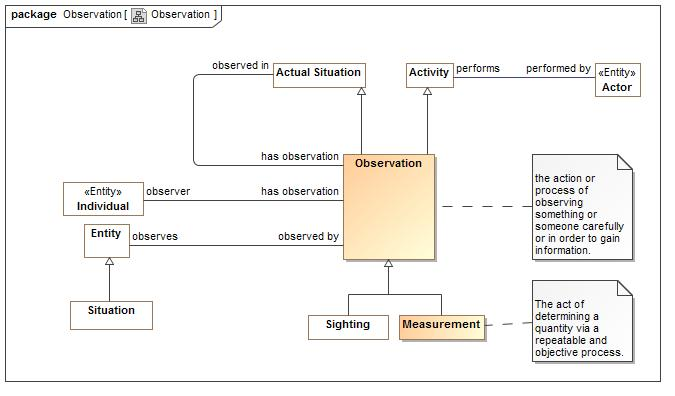 package Observation [ Observation ]
observed in
Actual Situation
Activity
performs
performed by
«Entity»
Actor
has observation
Observation
«Entity»
Individual
observer
has observation
the action or
process of
observing
something or
someone carefully
or in order to gain
information.
Entity
observes
observed by
Situation
Sighting
Measurement
The act of
determining a
quantity via a
repeatable and
objective process.